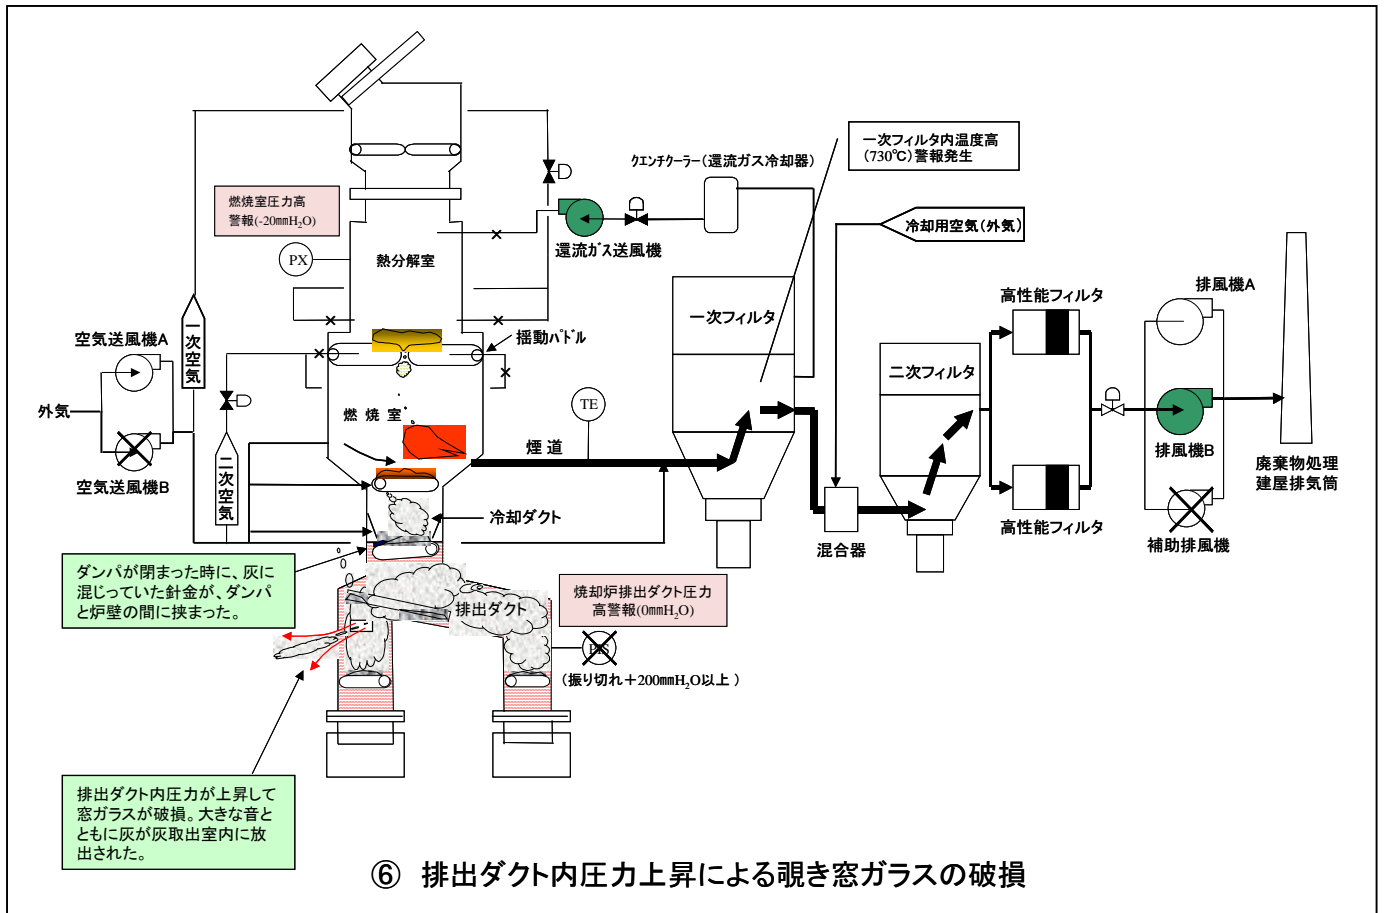 一次フィルタ内温度高
(730℃)警報発生
クエンチクーラー(還流ガス冷却器)
燃焼室圧力高
警報(-20mmH₂O)
冷却用空気(外気)
還流ガス送風機
PX
熱分解室
高性能フィルタ
排風機A
一次フィルタ
空気送風機A
一次空気
揺動パドル
二次フィルタ
外気
燃焼室
TE
煙道
排風機B
廃棄物処理
建屋排気筒
空気送風機B
二次空気
冷却ダクト
高性能フィルタ
混合器
補助排風機
ダンパが閉まった時に、灰に
混じっていた針金が、ダンパ
と炉壁の間に挟まった。
焼却炉排出ダクト圧力
高警報(0mmH₂O)
排出ダクト
PIS
(振り切れ+200mmH₂O以上)
排出ダクト内圧力が上昇して
窓ガラスが破損。大きな音と
ともに灰が灰取出室内に放
出された。
⑥ 排出ダクト内圧力上昇による覗き窓ガラスの破損